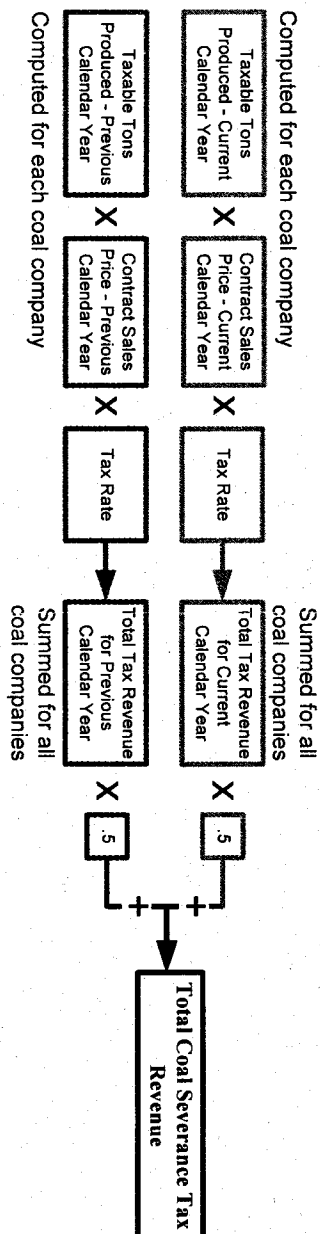 Computed for each coal company
Taxable Tons
Produced - Current
Calendar Year
X
Contract Sales
Price - Current
Calendar Year
X
Tax Rate
Total Tax Revenue
for Current
Calendar Year
X
.5
Summed for all
coal companies
+
+
Total Coal Severance Tax
Revenue
Taxable Tons
Produced - Previous
Calendar Year
X
Contract Sales
Price - Previous
Calendar Year
X
Tax Rate
Total Tax Revenue
for Previous
Calendar Year
X
.5
Computed for each coal company
Summed for all
coal companies